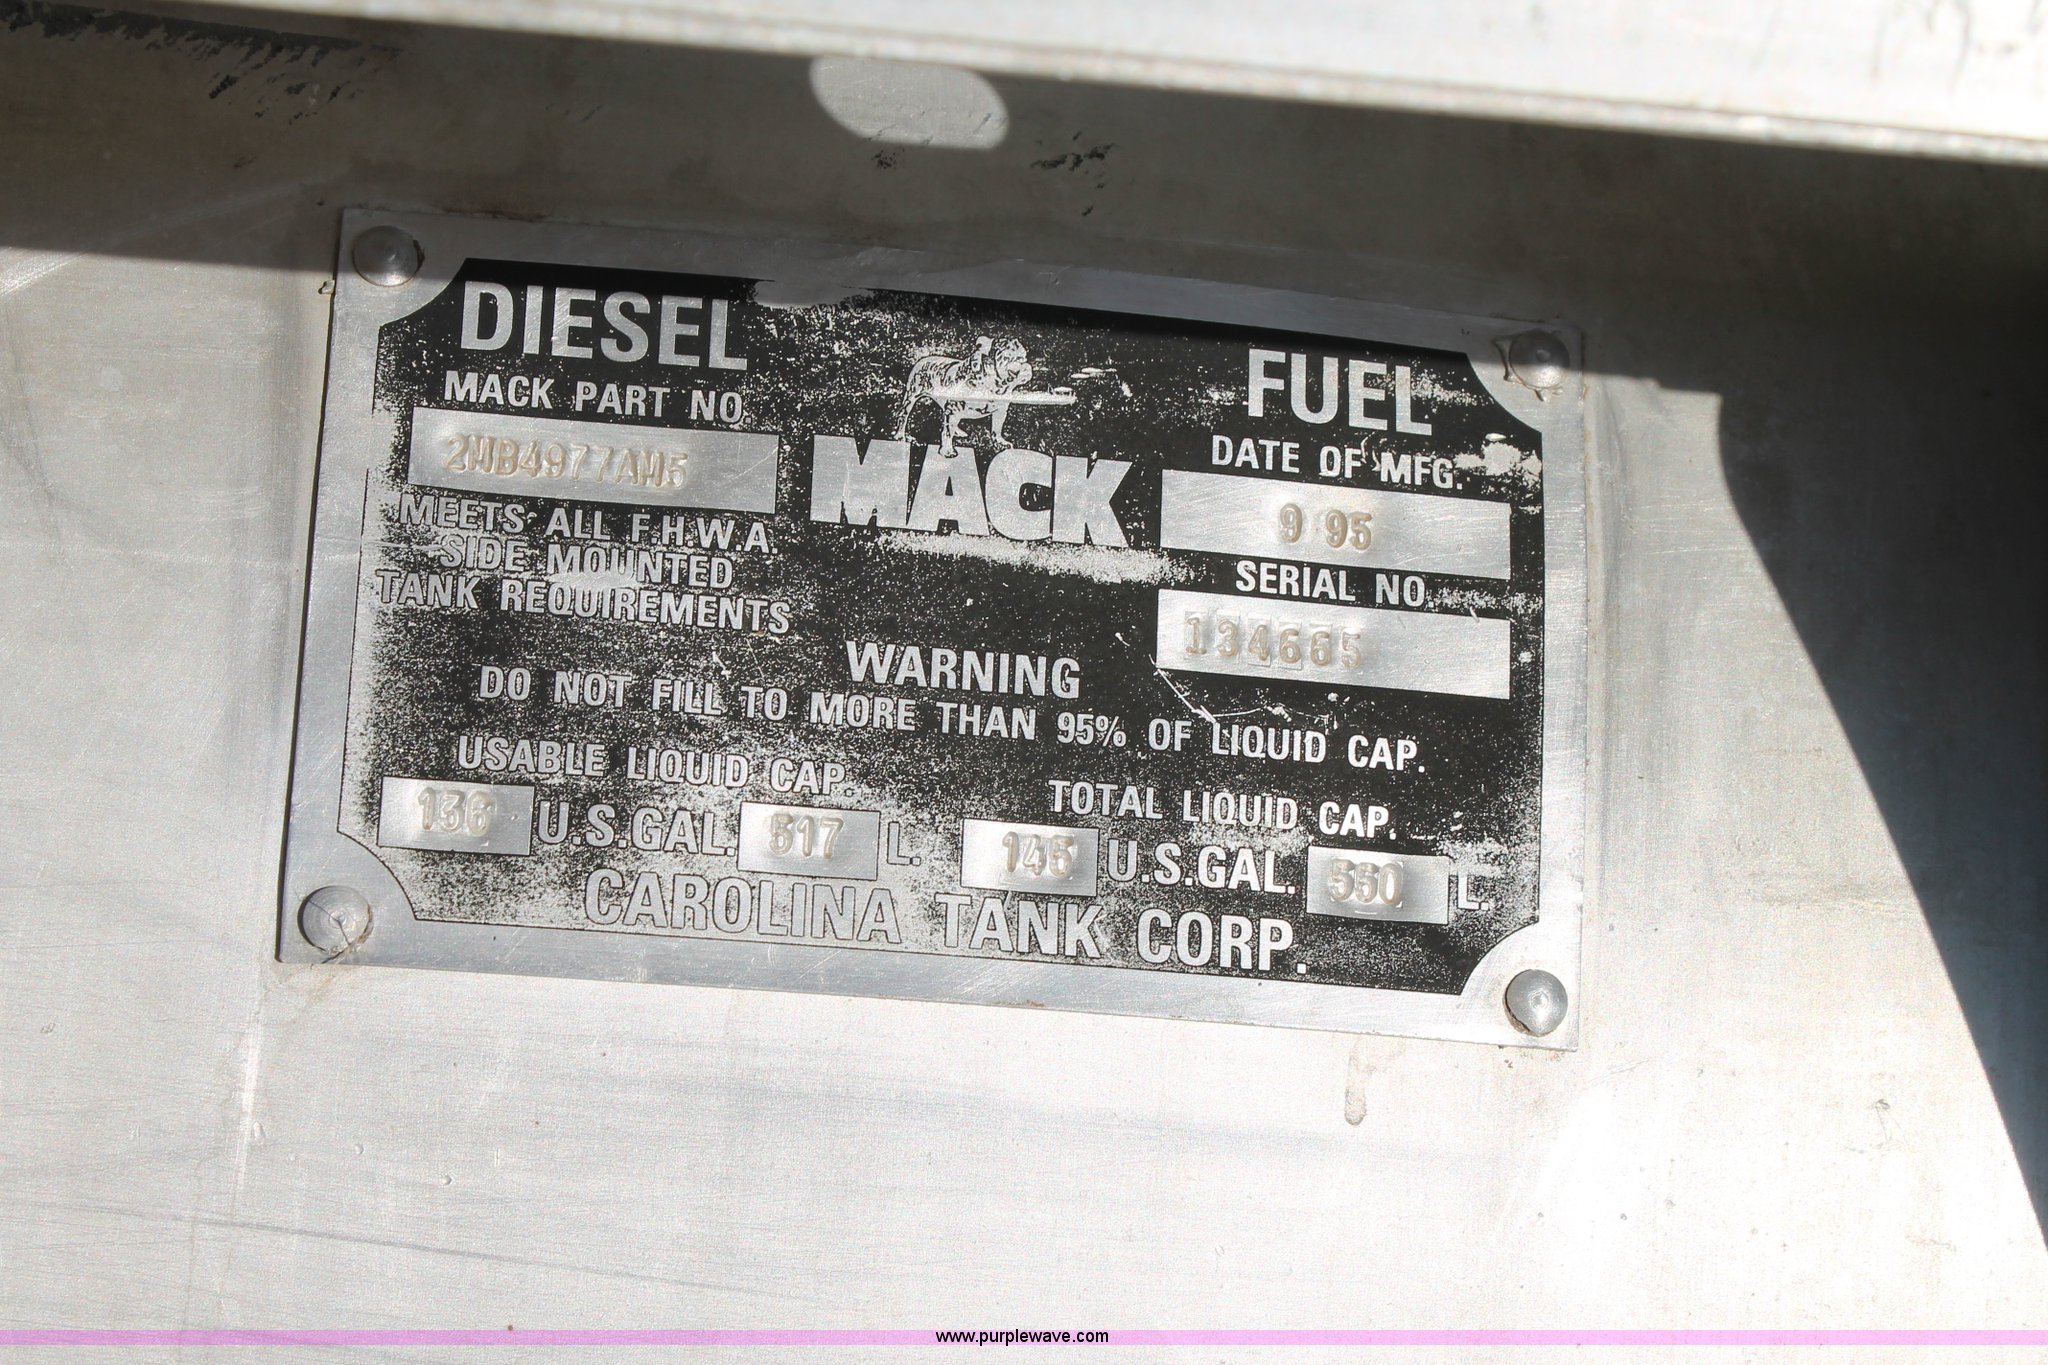 DIESEL FUEL
MACK PART NO.
2MB4977AM5
MACK
DATE OF MFG.
9 95
MEETS ALL F.H.W.A.
SIDE MOUNTED
TANK REQUIREMENTS
SERIAL NO.
134665
WARNING
DO NOT FILL TO MORE THAN 95% OF LIQUID CAP.
USABLE LIQUID CAP.
136 U.S.GAL. 517 L.
TOTAL LIQUID CAP.
145 U.S.GAL. 550 L.
CAROLINA TANK CORP.
www.purplewave.com